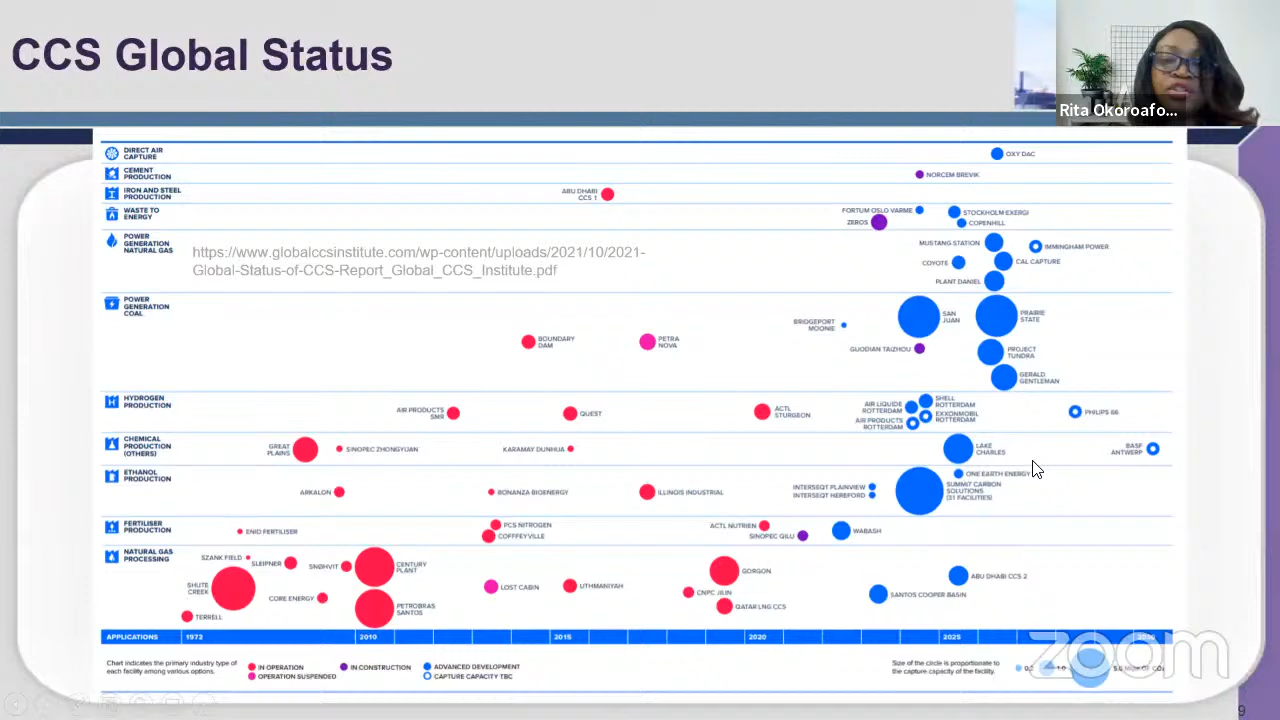 CCS Global Status
Rita Okoroafo...
DIRECT AIR
CAPTURE
OXY DAC
CEMENT
PRODUCTION
NORCEM BREVIK
IRON AND STEEL
PRODUCTION
ABU DHABI
CCS 1
WASTE TO
ENERGY
FORTUM OSLO VARME
STOCKHOLM EXERGI
ZEROS
COPENHILL
POWER
GENERATION
NATURAL GAS
https://www.globalccsinstitute.com/wp-content/uploads/2021/10/2021-
Global-Status-of-CCS-Report_Global_CCS_Institute.pdf
MUSTANG STATION
IMMINGHAM POWER
COYOTE
CAL CAPTURE
PLANT DANIEL
POWER
GENERATION
COAL
BRIDGEPORT
MOONIE
SAN
JUAN
PRAIRIE
STATE
BOUNDARY
DAM
PETRA
NOVA
GUODIAN TAIZHOU
PROJECT
TUNDRA
GERALD
GENTLEMAN
HYDROGEN
PRODUCTION
AIR PRODUCTS
SMR
QUEST
ACTL
STURGEON
AIR LIQUIDE
ROTTERDAM
SHELL
ROTTERDAM
AIR PRODUCTS
ROTTERDAM
EXXONMOBIL
ROTTERDAM
PHILIPS 66
CHEMICAL
PRODUCTION
(OTHERS)
GREAT
PLAINS
SINOPEC ZHONGYUAN
KARAMAY DUNHUA
LAKE
CHARLES
BASF
ANTWERP
ETHANOL
PRODUCTION
ARKALON
BONANZA BIOENERGY
ILLINOIS INDUSTRIAL
INTERSEQT PLAINVIEW
INTERSEQT HEREFORD
ONE EARTH ENERGY
SUMMIT CARBON
SOLUTIONS
(31 FACILITIES)
FERTILISER
PRODUCTION
ENID FERTILISER
PCS NITROGEN
COFFFEYVILLE
ACTL NUTRIEN
SINOPEC QILU
WABASH
NATURAL GAS
PROCESSING
SZANK FIELD
SLEIPNER
SNØHVIT
CENTURY
PLANT
SHUTE
CREEK
CORE ENERGY
PETROBRAS
SANTOS
TERRELL
LOST CABIN
UTHMANIYAH
GORGON
CNPC JILIN
QATAR LNG CCS
ABU DHABI CCS 2
SANTOS COOPER BASIN
APPLICATIONS 1972 2010 2015 2020 2025 2030
Chart indicates the primary industry type of
each facility among various options.
IN OPERATION
IN CONSTRUCTION
ADVANCED DEVELOPMENT
OPERATION SUSPENDED
CAPTURE CAPACITY TBC
Size of the circle is proportionate to
the capture capacity of the facility.
zoom
9